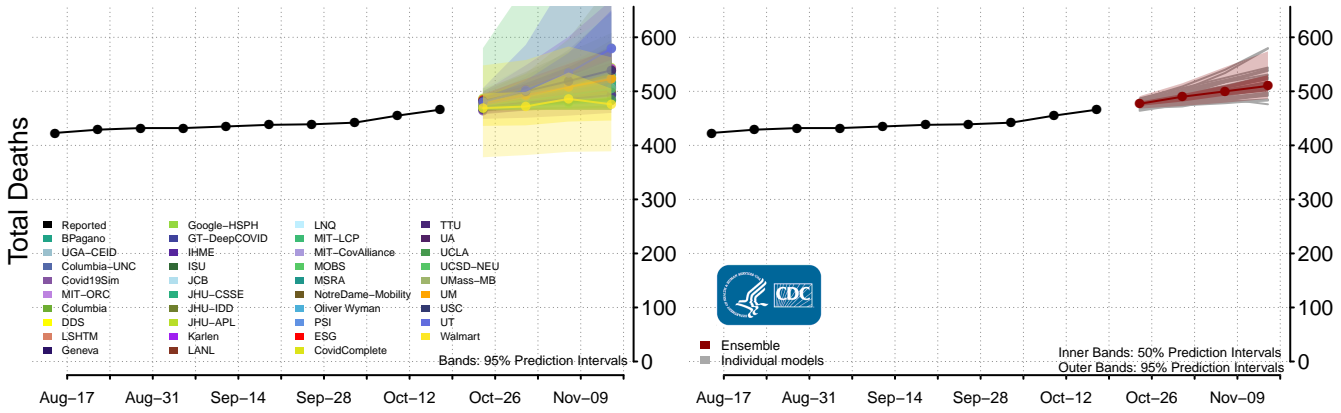 Total Deaths
600
500
400
300
200
100
0
Reported
BPagano
UGA−CEID
Columbia−UNC
Covid19Sim
MIT−ORC
Columbia
DDS
LSHTM
Geneva
Google−HSPH
GT−DeepCOVID
IHME
ISU
JCB
JHU−CSSE
JHU−IDD
JHU−APL
Karlen
LANL
LNQ
MIT−LCP
MIT−CovAlliance
MOBS
MSRA
NotreDame−Mobility
Oliver Wyman
PSI
ESG
CovidComplete
TTU
UA
UCLA
UCSD−NEU
UMass−MB
UM
USC
UT
Walmart
Bands: 95% Prediction Intervals
Aug−17 Aug−31 Sep−14 Sep−28 Oct−12 Oct−26 Nov−09
600
500
400
300
200
100
0
CDC
Ensemble
Individual models
Inner Bands: 50% Prediction Intervals
Outer Bands: 95% Prediction Intervals
Aug−17 Aug−31 Sep−14 Sep−28 Oct−12 Oct−26 Nov−09